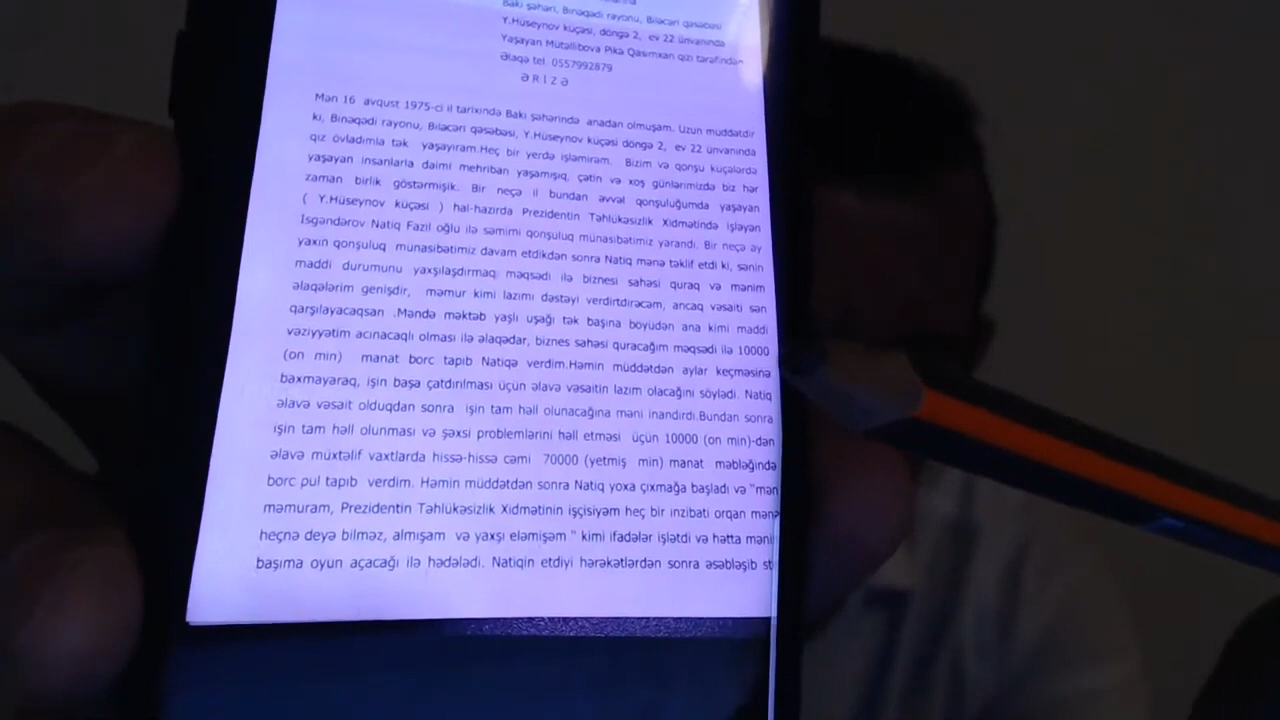 Bakı şəhəri, Binəqədi rayonu, Biləcəri qəsəbəsi
Y.Hüseynov küçəsi, döngə 2, ev 22 ünvanında
Yaşayan Mütəllibova Pikə Qasımxan qızı tərəfindən
Əlaqə tel. 0557992879
Ə R İ Z Ə
Mən 16 avqust 1975-ci il tarixində Bakı şəhərində anadan olmuşam. Uzun müddətdir
ki, Binəqədi rayonu, Biləcəri qəsəbəsi, Y.Hüseynov küçəsi döngə 2, ev 22 ünvanında
qız övladımla tək yaşayıram.Heç bir yerdə işləmirəm. Bizim və qonşu küçələrdə
yaşayan insanlarla daimi mehriban yaşamışıq, çətin və xoş günlərimizdə biz hər
zaman birlik göstərmişik. Bir neçə il bundan əvvəl qonşuluğumda yaşayan
( Y.Hüseynov küçəsi ) hal-hazırda Prezidentin Təhlükəsizlik Xidmətində işləyən
İsgəndərov Natiq Fazil oğlu ilə səmimi qonşuluq münasibətimiz yarandı. Bir neçə ay
yaxın qonşuluq münasibətimiz davam etdikdən sonra Natiq mənə təklif etdi ki, sənin
maddi durumunu yaxşılaşdırmaq məqsədi ilə biznesi sahəsi quraq və mənim
əlaqələrim genişdir, məmur kimi lazımı dəstəyi verdirtdirəcəm, ancaq vəsaiti sən
qarşılayacaqsan .Məndə məktəb yaşlı uşağı tək başına böyüdən ana kimi maddi
vəziyyətim acınacaqlı olması ilə əlaqədar, biznes sahəsi quracağım məqsədi ilə 10000
(on min) manat borc tapıb Natiqə verdim.Həmin müddətdən aylar keçməsinə
baxmayaraq, işin başa çatdırılması üçün əlavə vəsaitin lazım olacağını söylədi. Natiq
əlavə vəsait olduqdan sonra işin tam həll olunacağına məni inandırdı.Bundan sonra
işin tam həll olunması və şəxsi problemlərini həll etməsi üçün 10000 (on min)-dən
əlavə müxtəlif vaxtlarda hissə-hissə cəmi 70000 (yetmiş min) manat məbləğində
borc pul tapıb verdim. Həmin müddətdən sonra Natiq yoxa çıxmağa başladı və "mən
məmuram, Prezidentin Təhlükəsizlik Xidmətinin işçisiyəm heç bir inzibati orqan mənə
heçnə deyə bilməz, almışam və yaxşı eləmişəm " kimi ifadələr işlətdi və hətta məni
başıma oyun açacağı ilə hədələdi. Natiqin etdiyi hərəkətlərdən sonra əsəbləşib st